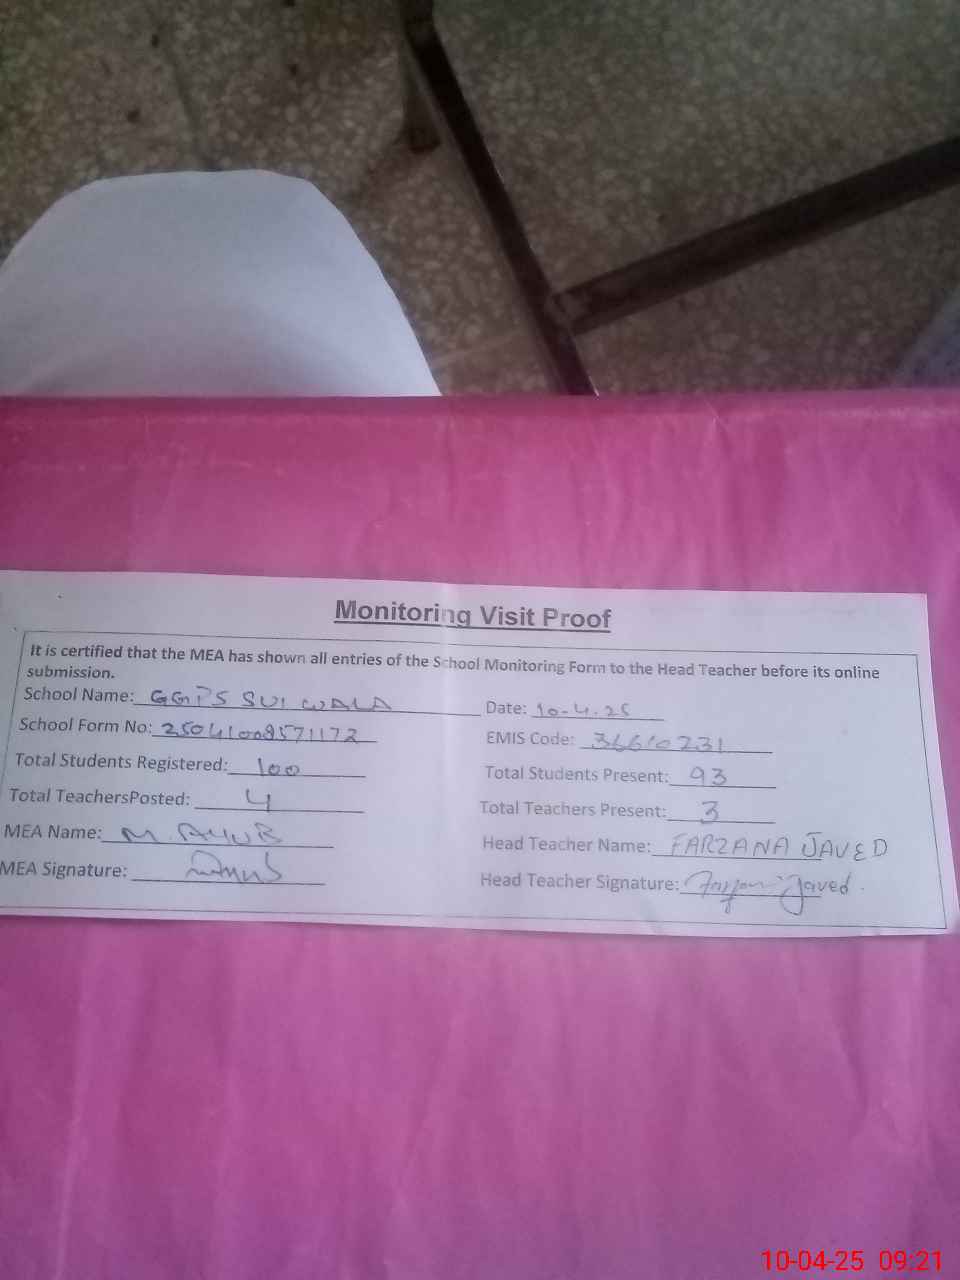 Monitoring Visit Proof
It is certified that the MEA has shown all entries of the School Monitoring Form to the Head Teacher before its online
submission.
School Name: GGPS SUI WALA Date: 10-4.25
School Form No: 25041008571172 EMIS Code: 36610231
Total Students Registered: 100 Total Students Present: 93
Total TeachersPosted: 4 Total Teachers Present: 3
MEA Name: M. AYUB Head Teacher Name: FARZANA JAVED
MEA Signature: Head Teacher Signature: Javed.
10-04-25 09:21